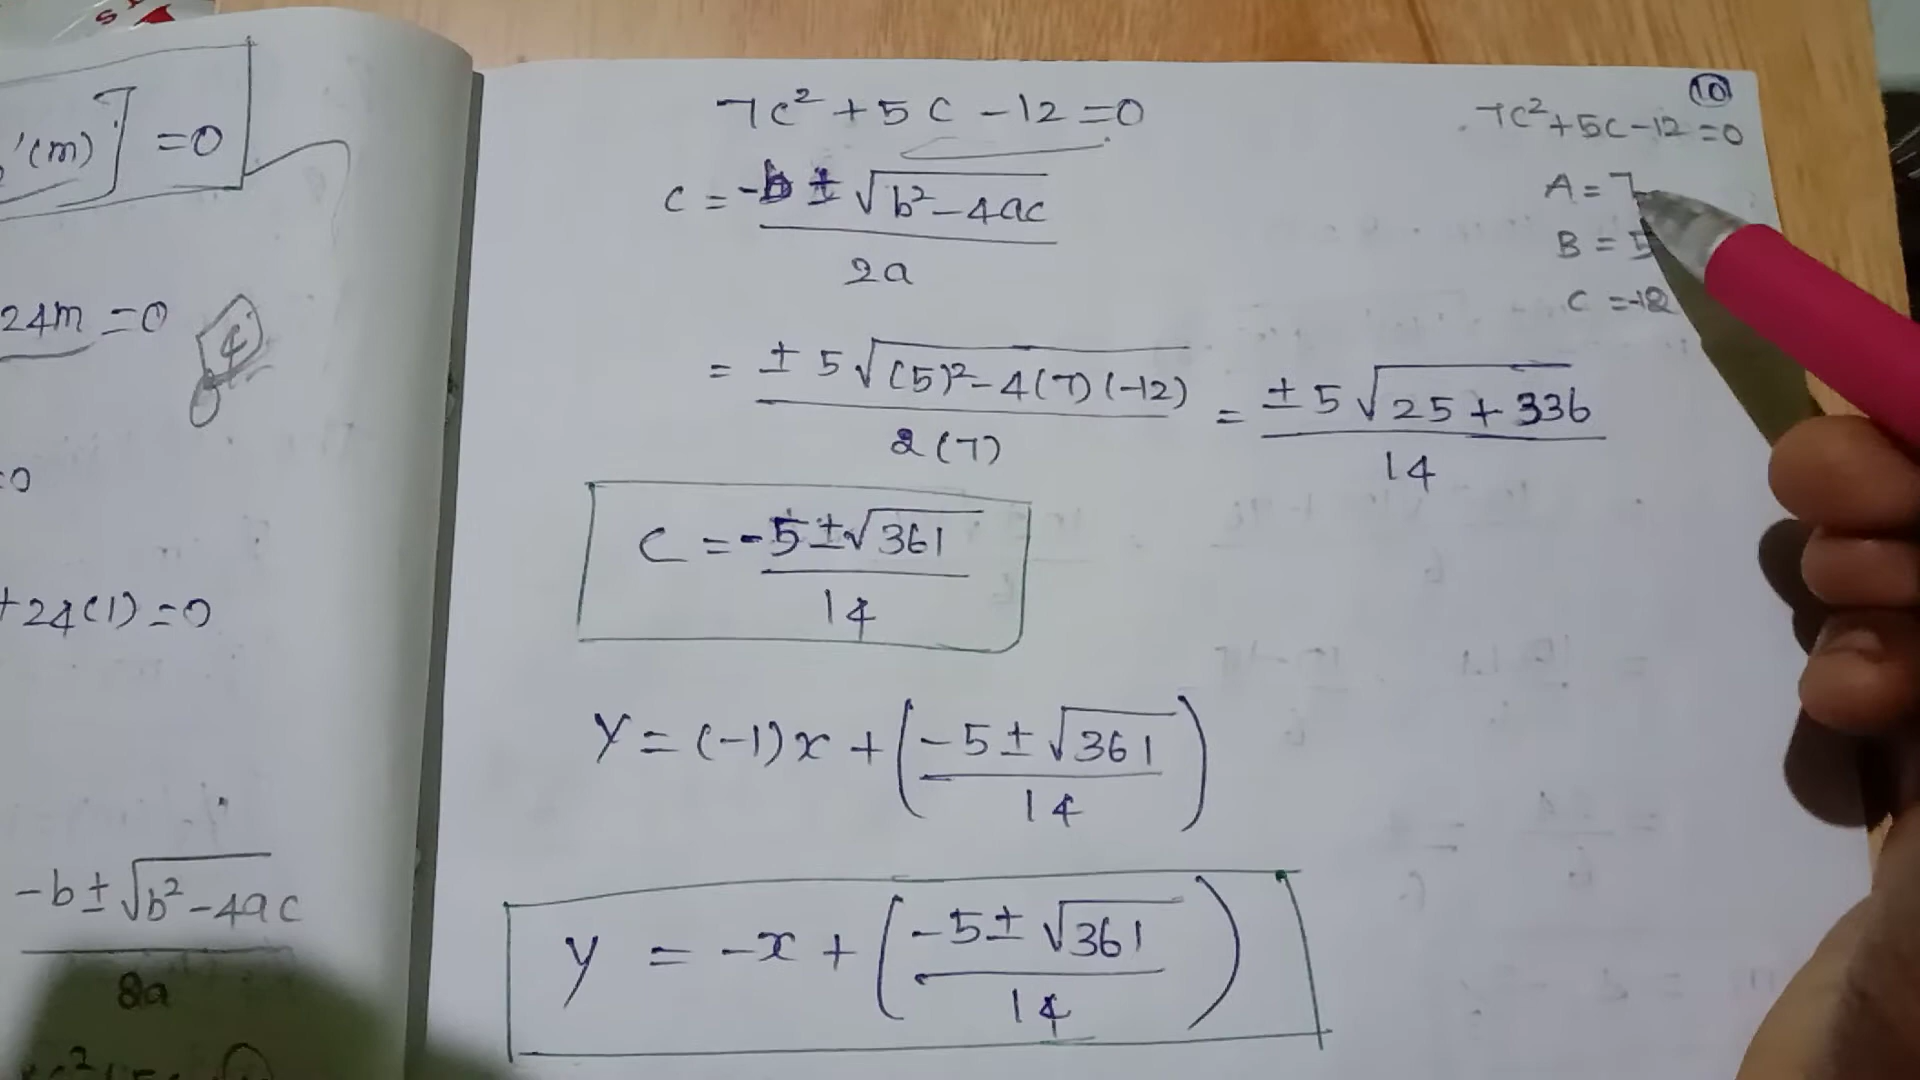 '(m)] =0
24m =0
¢
=0
+24(1)=0
-b±√b²-4ac
8a
10
7c²+5c-12=0
c = -b±√b²-4ac
2a
= ±5√(5)²-4(7)(-12)
2(7)
= ±5√25+336
14
c = -5±√361
14
y=(-1)x+(-5±√361)
14
y = -x+(-5±√361)
14
7c²+5c-12=0
A=7
B=5
C=-12